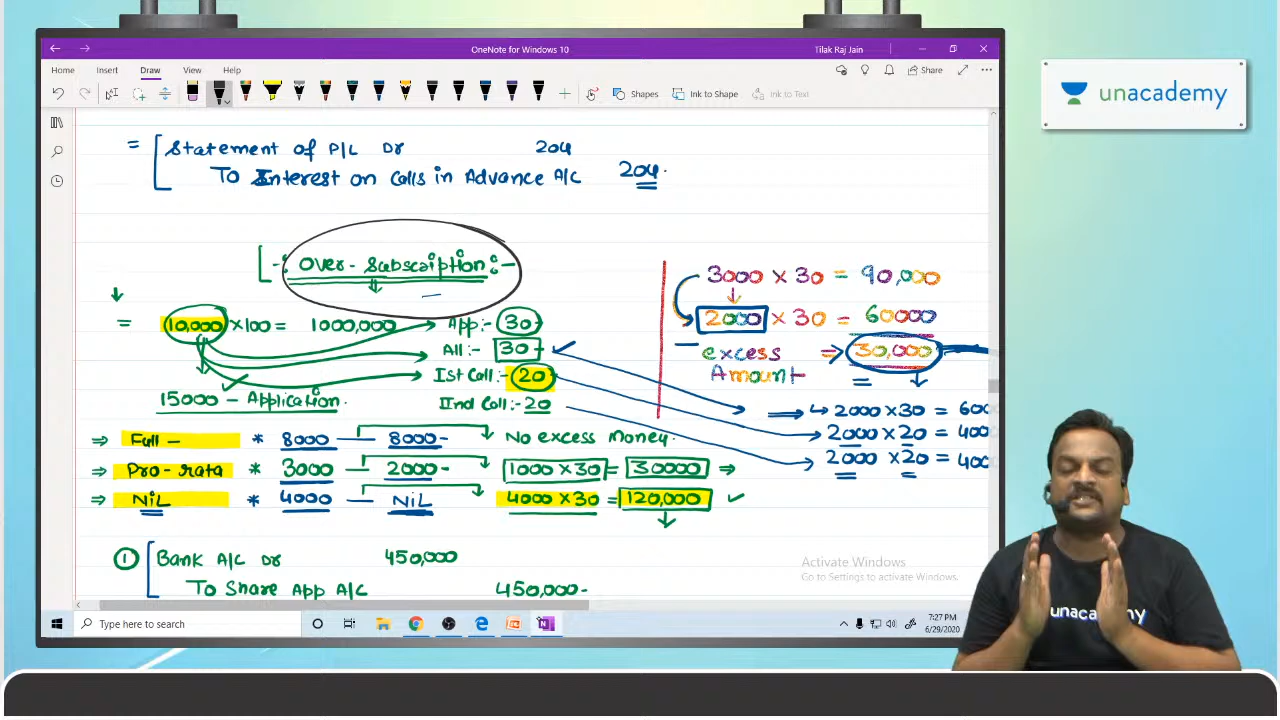 OneNote for Windows 10
Tilak Raj Jain
Home Insert Draw View Help
Share
Shapes
Ink to Shape
Ink to Text
unacademy
= Statement of P/L Dr 204
To Interest on Calls in Advance A/C 204
-: Over-Subscription :-
= 10,000 × 100 = 1000,000
App:- 30
All:- 30
Ist Call:- 20
IInd Call:- 20
15000 - Application
⇒ Full - * 8000 8000 No excess money.
⇒ Pro-rata * 3000 2000 1000 × 30 = 30000 ⇒
⇒ NiL * 4000 NiL 4000 × 30 = 120,000
3000 × 30 = 90,000
2000 × 30 = 60000
excess ⇒ 30,000
Amount
2000 × 30 = 600
2000 × 20 = 400
2000 × 20 = 400
① Bank A/C Dr 450,000
To Share App A/C 450,000
Activate Windows
Go to Settings to activate Windows.
Type here to search
7:27 PM
6/29/2020
unacademy